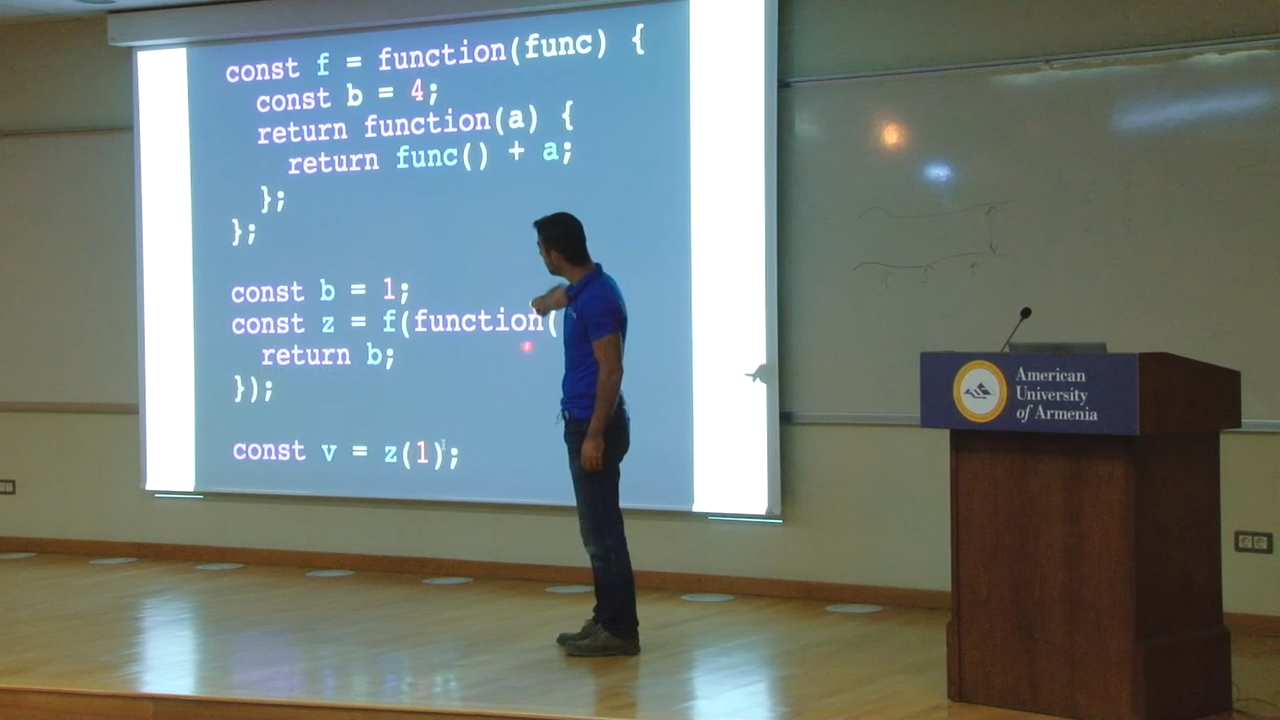 const f = function(func) {
const b = 4;
return function(a) {
return func() + a;
};
};
const b = 1;
const z = f(function(
return b;
});
const v = z(1);
American
University
of Armenia